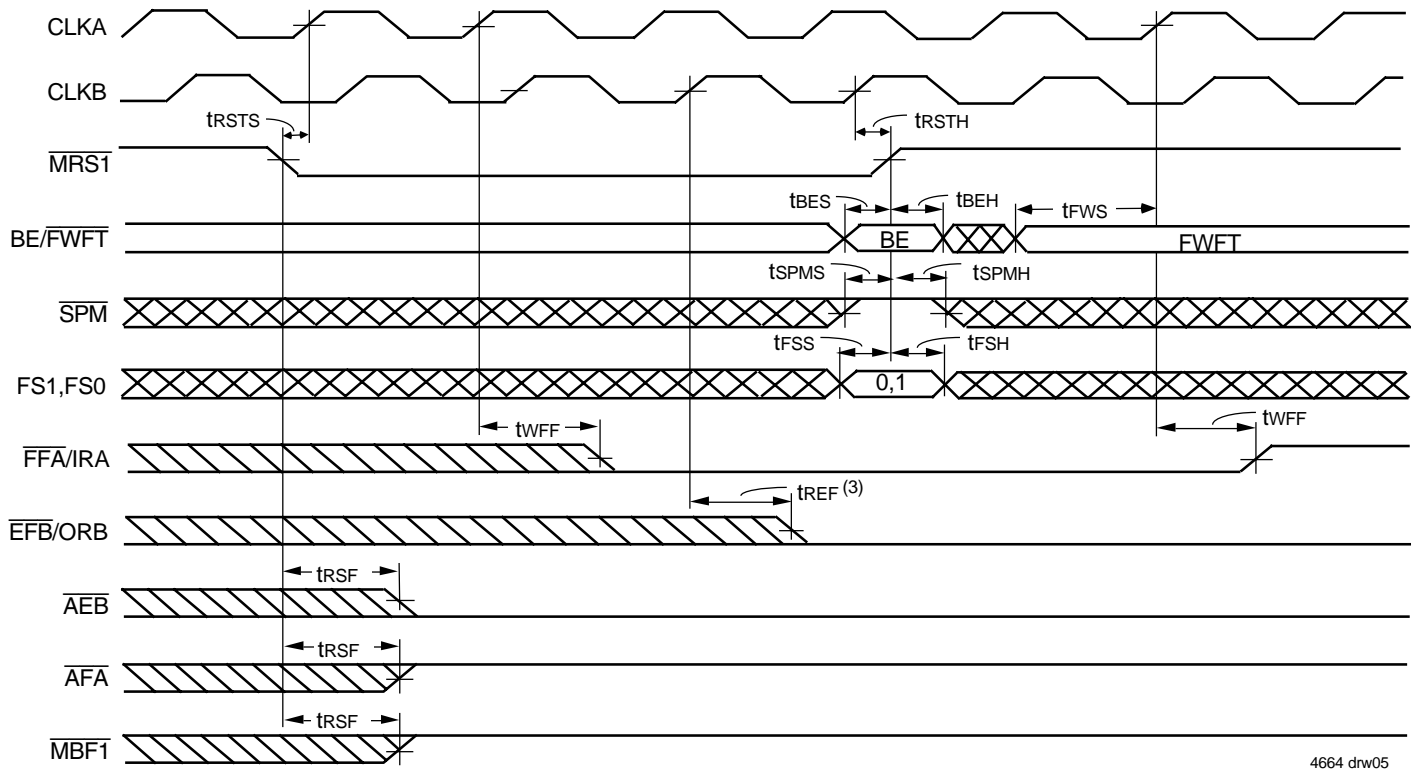 CLKA
CLKB
tRSTS
tRSTH
MRS1
tBES
tBEH
tFWS
BE/FWFT
BE
FWFT
tSPMS
tSPMH
SPM
tFSS
tFSH
FS1,FS0
0,1
tWFF
tWFF
FFA/IRA
tREF (3)
EFB/ORB
tRSF
AEB
tRSF
AFA
tRSF
MBF1
4664 drw05